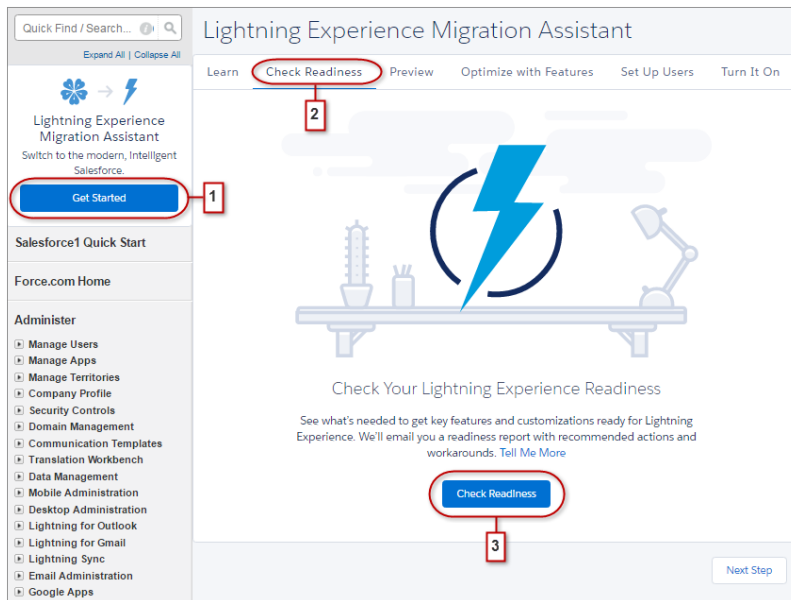 Quick Find / Search...
Expand All | Collapse All
Lightning Experience
Migration Assistant
Switch to the modern, intelligent
Salesforce.
Get Started
1
Salesforce1 Quick Start
Force.com Home
Administer
Manage Users
Manage Apps
Manage Territories
Company Profile
Security Controls
Domain Management
Communication Templates
Translation Workbench
Data Management
Mobile Administration
Desktop Administration
Lightning for Outlook
Lightning for Gmail
Lightning Sync
Email Administration
Google Apps
Lightning Experience Migration Assistant
Learn Check Readiness Preview Optimize with Features Set Up Users Turn It On
2
Check Your Lightning Experience Readiness
See what's needed to get key features and customizations ready for Lightning
Experience. We'll email you a readiness report with recommended actions and
workarounds. Tell Me More
Check Readiness
3
Next Step